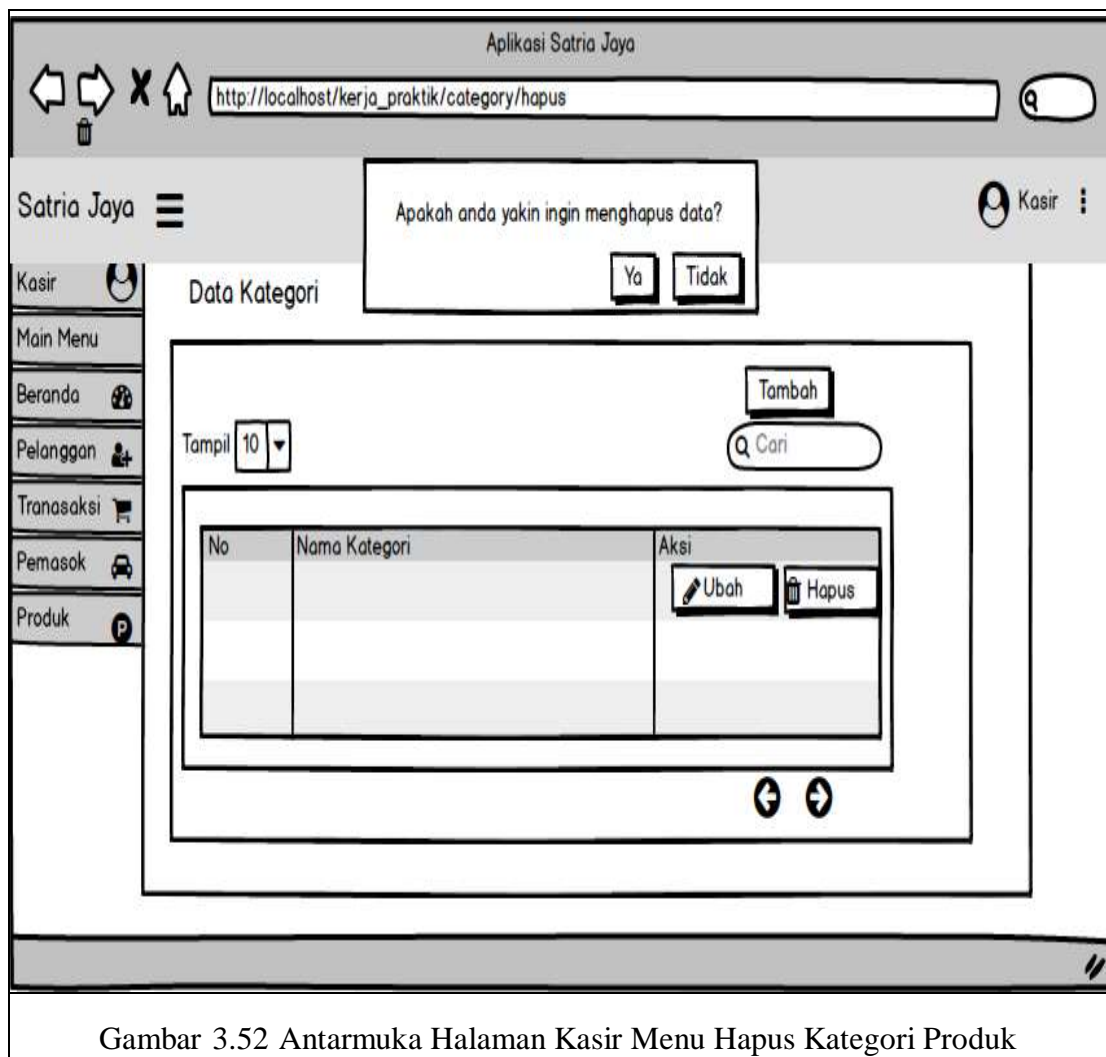 Aplikasi Satria Jaya
http://localhost/kerja_praktik/category/hapus
Satria Jaya
Apakah anda yakin ingin menghapus data?
Ya Tidak
Kasir
Kasir
Main Menu
Beranda
Pelanggan
Tranasaksi
Pemasok
Produk
P
Data Kategori
Tambah
Tampil 10
Cari
No Nama Kategori Aksi
Ubah Hapus
Gambar 3.52 Antarmuka Halaman Kasir Menu Hapus Kategori Produk